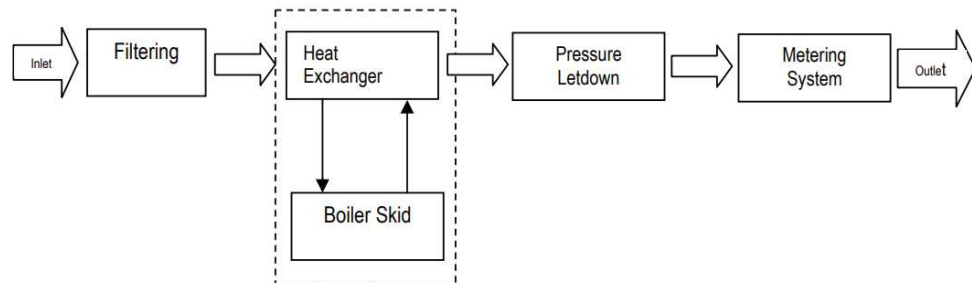 Inlet
Filtering
Heat
Exchanger
Pressure
Letdown
Metering
System
Outlet
Boiler Skid